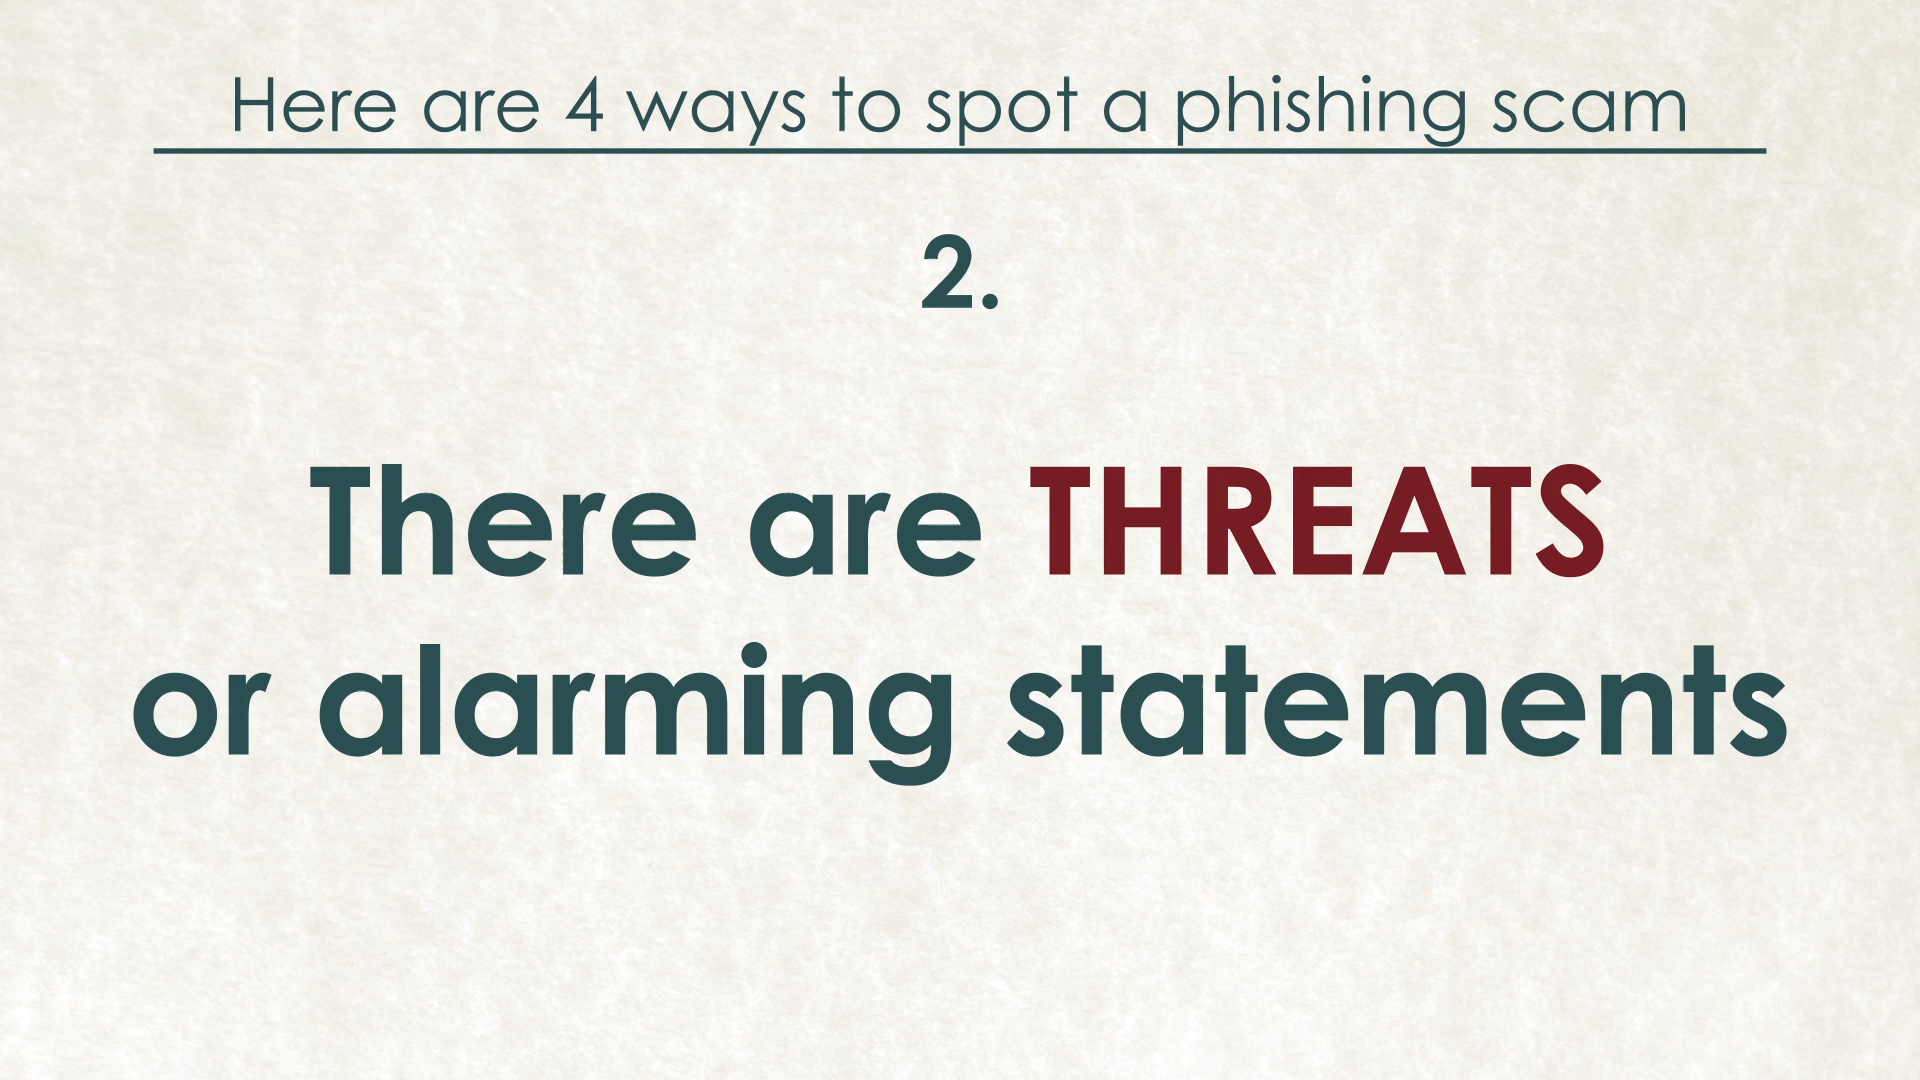 Here are 4 ways to spot a phishing scam
2.
There are THREATS
or alarming statements